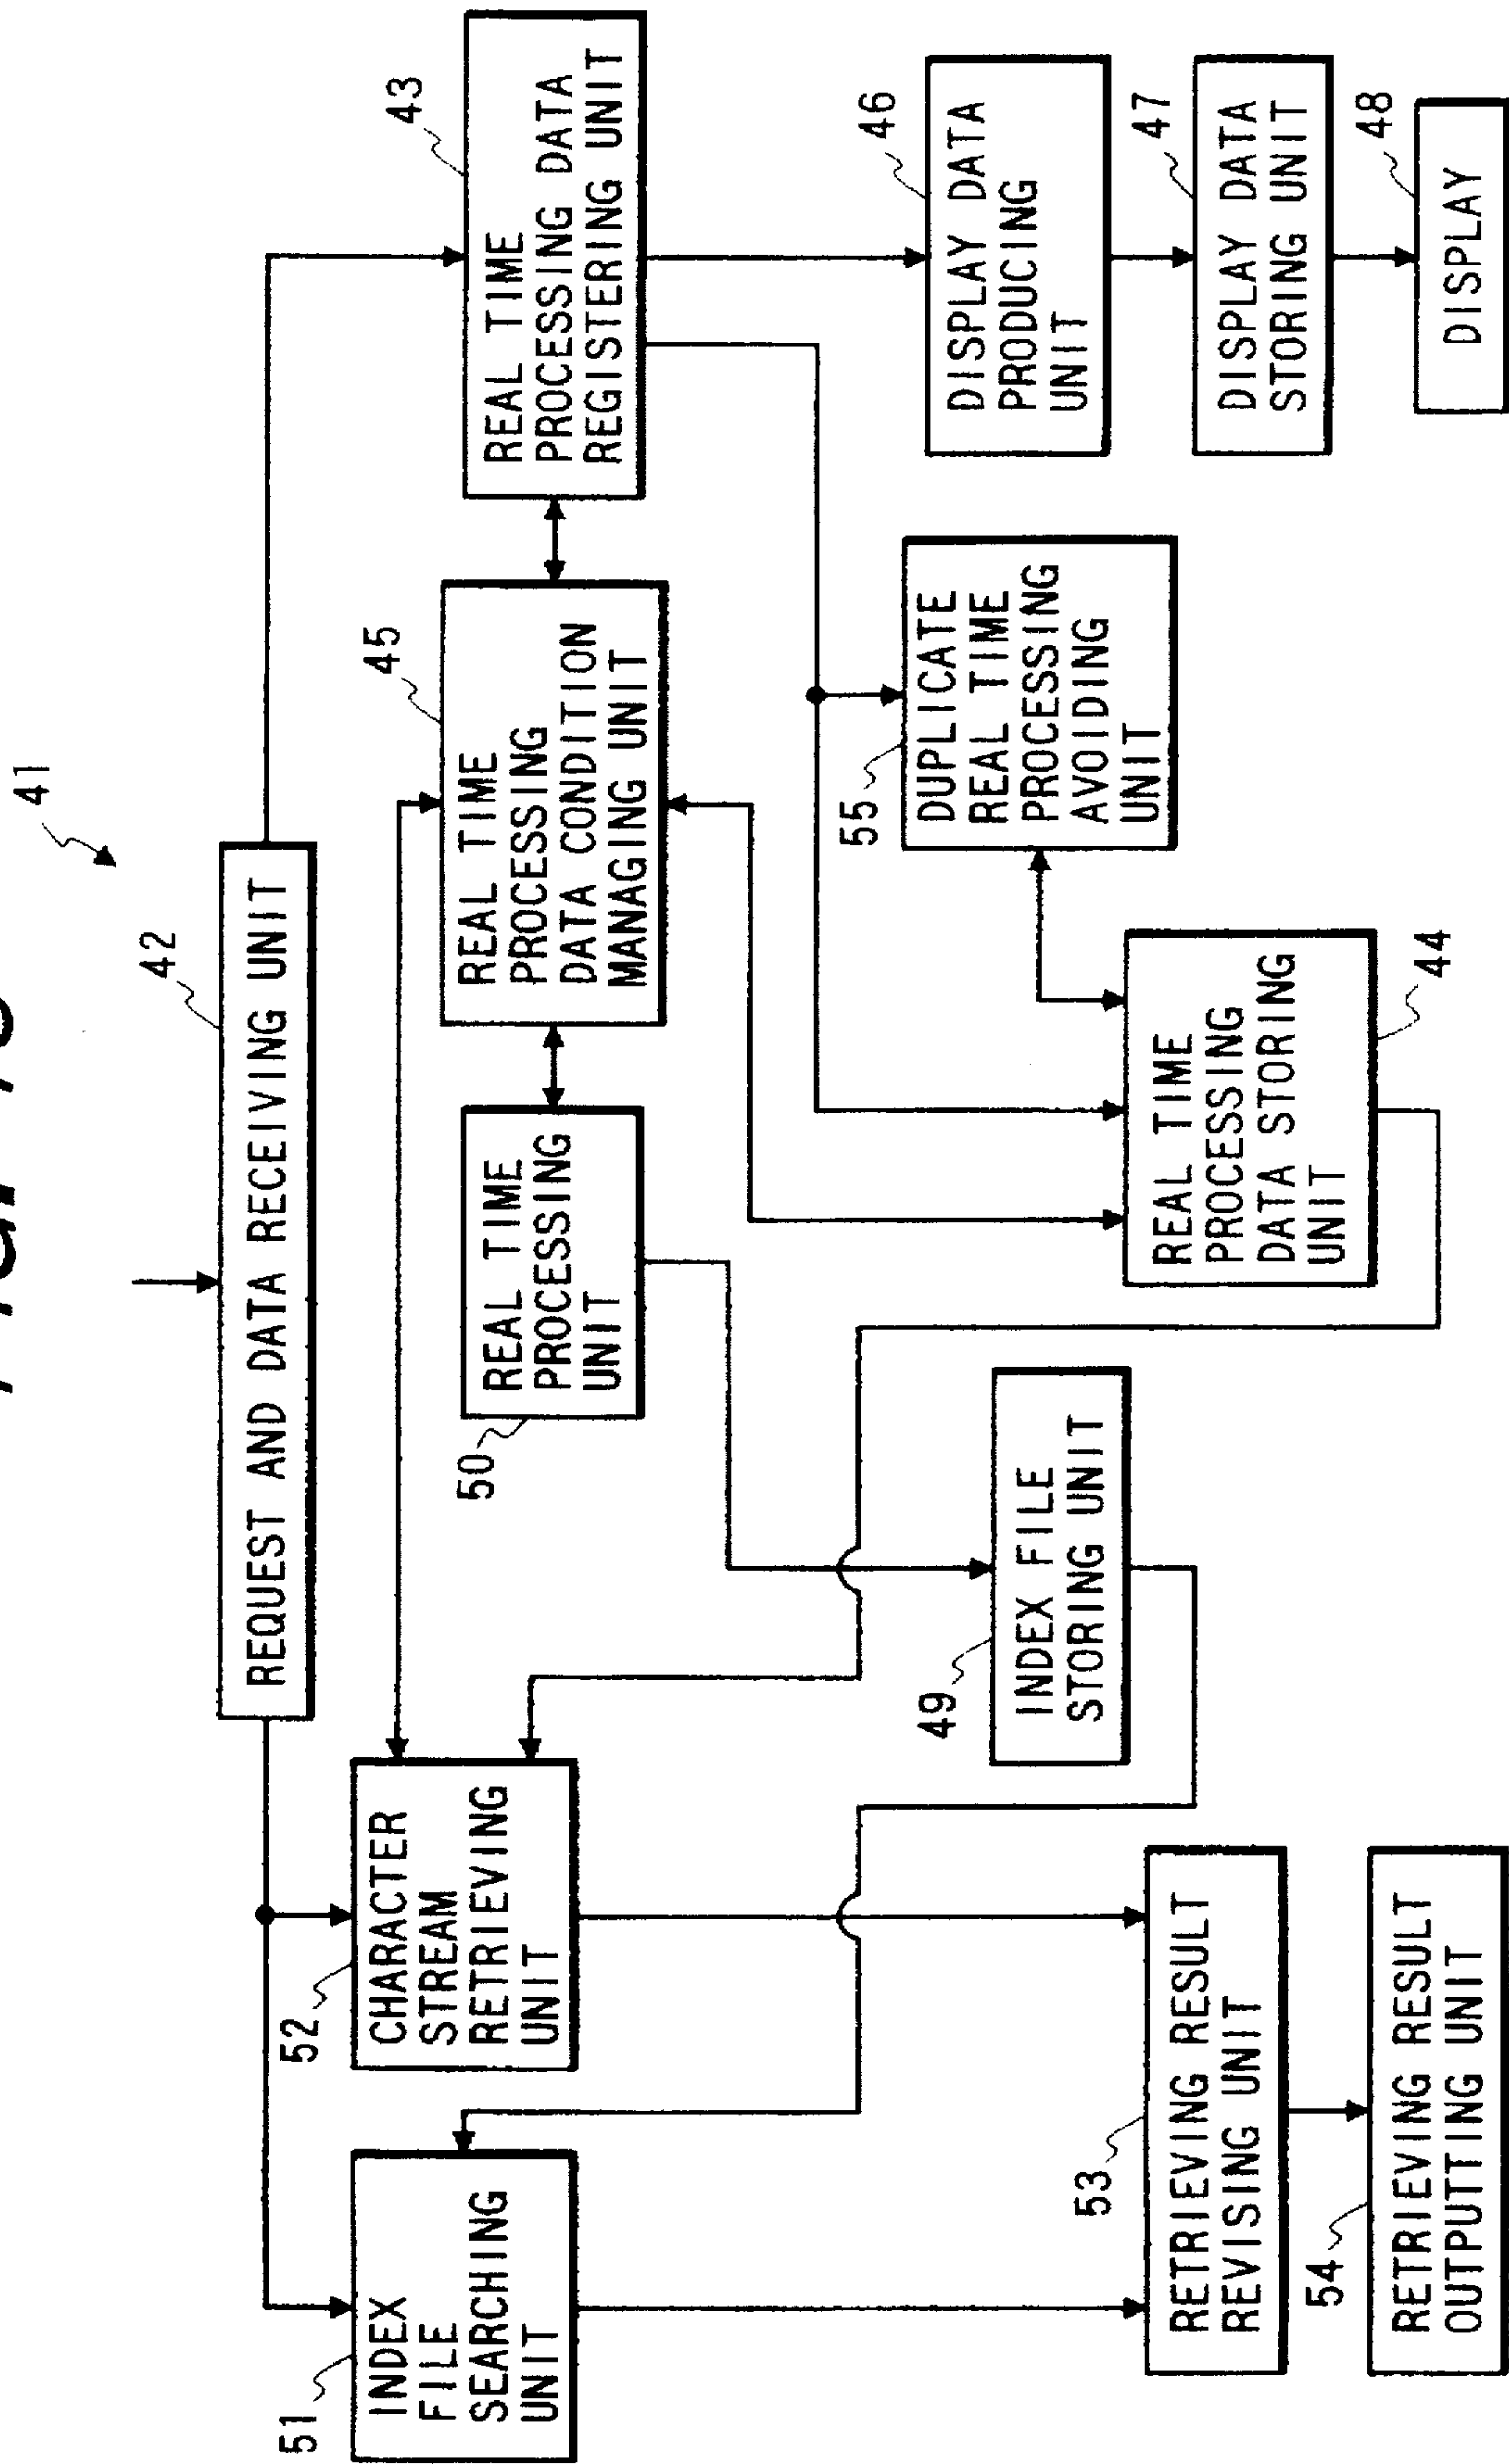 41
42
REQUEST AND DATA RECEIVING UNIT
51
INDEX
FILE
SEARCHING
UNIT
52
CHARACTER
STREAM
RETRIEVING
UNIT
50
REAL TIME
PROCESSING
UNIT
45
REAL TIME
PROCESSING
DATA CONDITION
MANAGING UNIT
43
REAL TIME
PROCESSING DATA
REGISTERING UNIT
49
INDEX FILE
STORING UNIT
55
DUPLICATE
REAL TIME
PROCESSING
AVOIDING
UNIT
46
DISPLAY DATA
PRODUCING
UNIT
53
RETRIEVING RESULT
REVISING UNIT
REAL TIME
PROCESSING
DATA STORING
UNIT
44
47
DISPLAY DATA
STORING UNIT
54
RETRIEVING RESULT
OUTPUTTING UNIT
48
DISPLAY